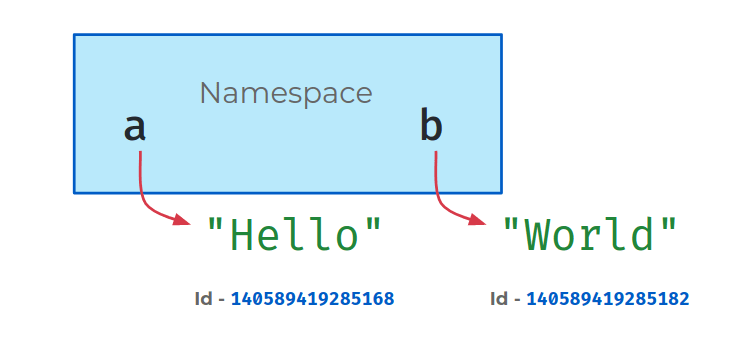 Namespace
a b
"Hello" "World"
Id - 140589419285168 Id - 140589419285182